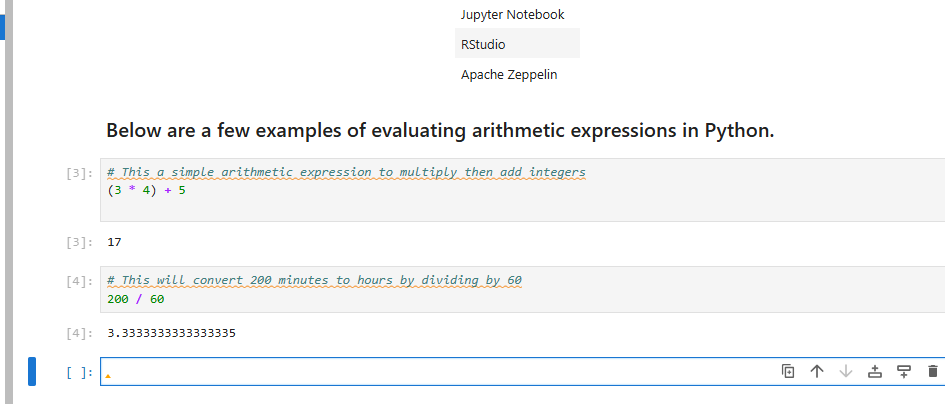 Jupyter Notebook
RStudio
Apache Zeppelin
Below are a few examples of evaluating arithmetic expressions in Python.
[3]: # This a simple arithmetic expression to multiply then add integers
(3 * 4) + 5
[3]: 17
[4]: # This will convert 200 minutes to hours by dividing by 60
200 / 60
[4]: 3.3333333333333335
[ ]: